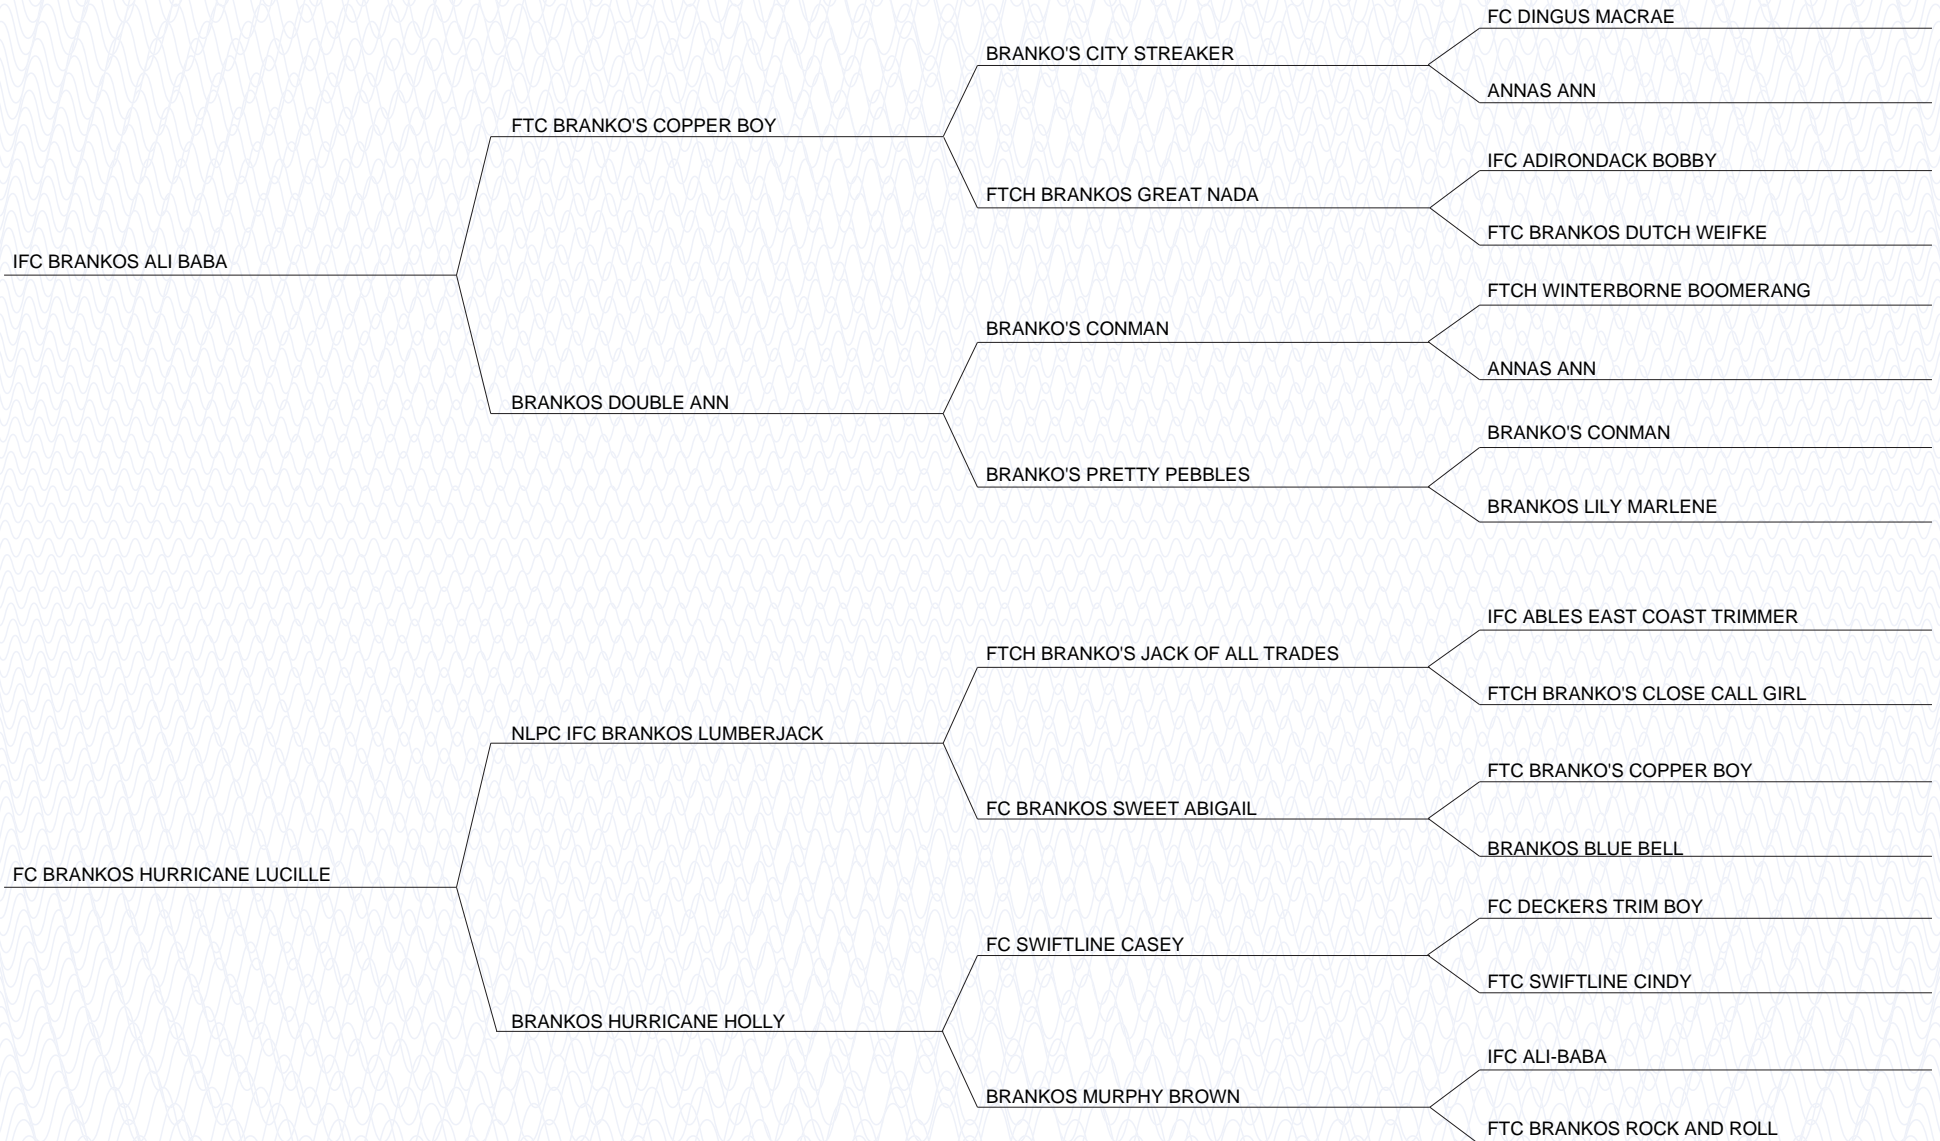 FC DINGUS MACRAE
BRANKO'S CITY STREAKER
ANNAS ANN
FTC BRANKO'S COPPER BOY
IFC ADIRONDACK BOBBY
FTCH BRANKOS GREAT NADA
FTC BRANKOS DUTCH WEIFKE
IFC BRANKOS ALI BABA
FTCH WINTERBORNE BOOMERANG
BRANKO'S CONMAN
ANNAS ANN
BRANKOS DOUBLE ANN
BRANKO'S CONMAN
BRANKO'S PRETTY PEBBLES
BRANKOS LILY MARLENE
IFC ABLES EAST COAST TRIMMER
FTCH BRANKO'S JACK OF ALL TRADES
FTCH BRANKO'S CLOSE CALL GIRL
NLPC IFC BRANKOS LUMBERJACK
FTC BRANKO'S COPPER BOY
FC BRANKOS SWEET ABIGAIL
BRANKOS BLUE BELL
FC BRANKOS HURRICANE LUCILLE
FC DECKERS TRIM BOY
FC SWIFTLINE CASEY
FTC SWIFTLINE CINDY
BRANKOS HURRICANE HOLLY
IFC ALI-BABA
BRANKOS MURPHY BROWN
FTC BRANKOS ROCK AND ROLL